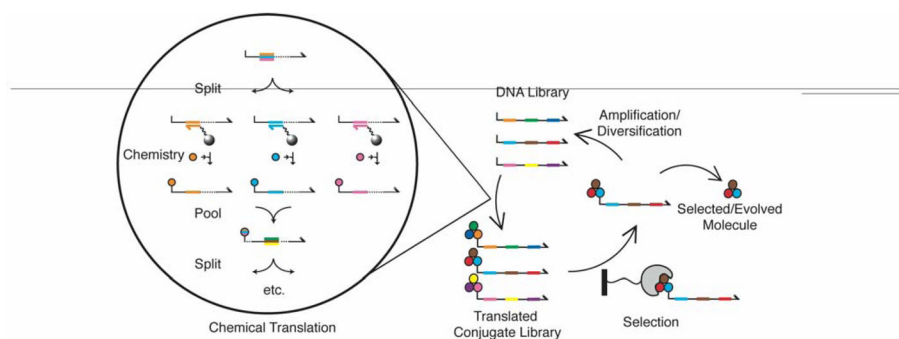 Split
Chemistry
Pool
Split
etc.
Chemical Translation
DNA Library
Amplification/
Diversification
Selected/Evolved
Molecule
Translated
Conjugate Library
Selection